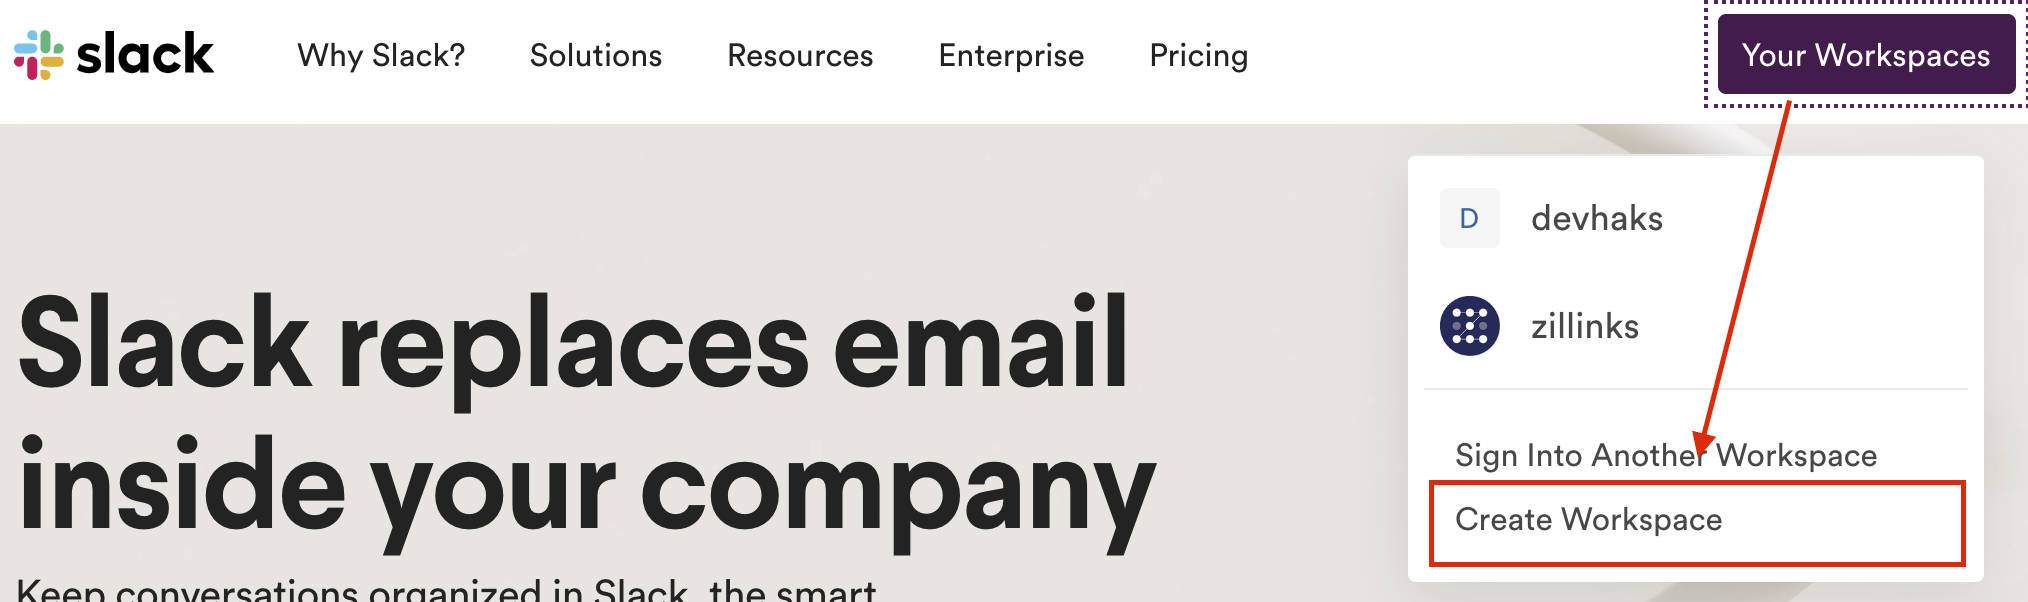 slack Why Slack? Solutions Resources Enterprise Pricing Your Workspaces
D devhaks
zillinks
Sign Into Another Workspace
Create Workspace
Slack replaces email
inside your company
Keep conversations organized in Slack, the smart